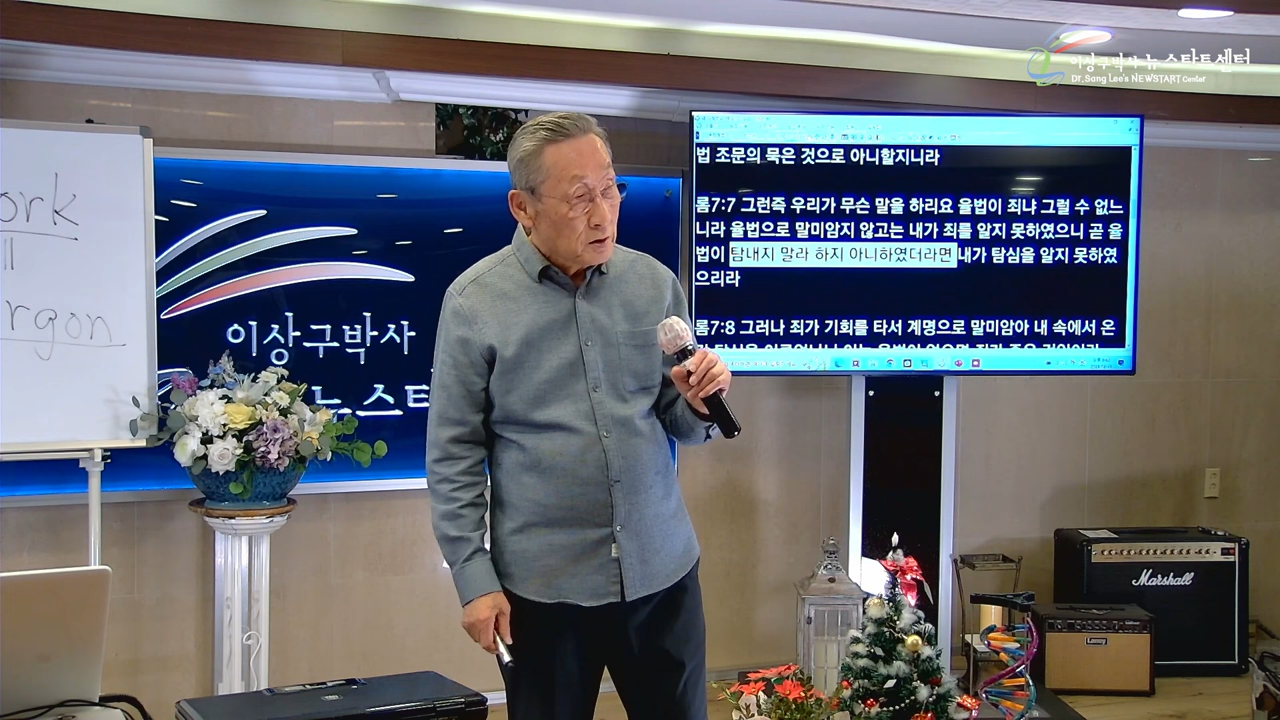 이상구박사 뉴스타트센터
Dr. Sang Lee's NEWSTART Center
ork
rgon
이상구박사
뉴스타
법 조문의 묵은 것으로 아니할지니라
롬7:7 그런즉 우리가 무슨 말을 하리요 율법이 죄냐 그럴 수 없느
니라 율법으로 말미암지 않고는 내가 죄를 알지 못하였으니 곧 율
법이 탐내지 말라 하지 아니하였더라면 내가 탐심을 알지 못하였
으리라
롬7:8 그러나 죄가 기회를 타서 계명으로 말미암아 내 속에서 온
Marshall
Laney